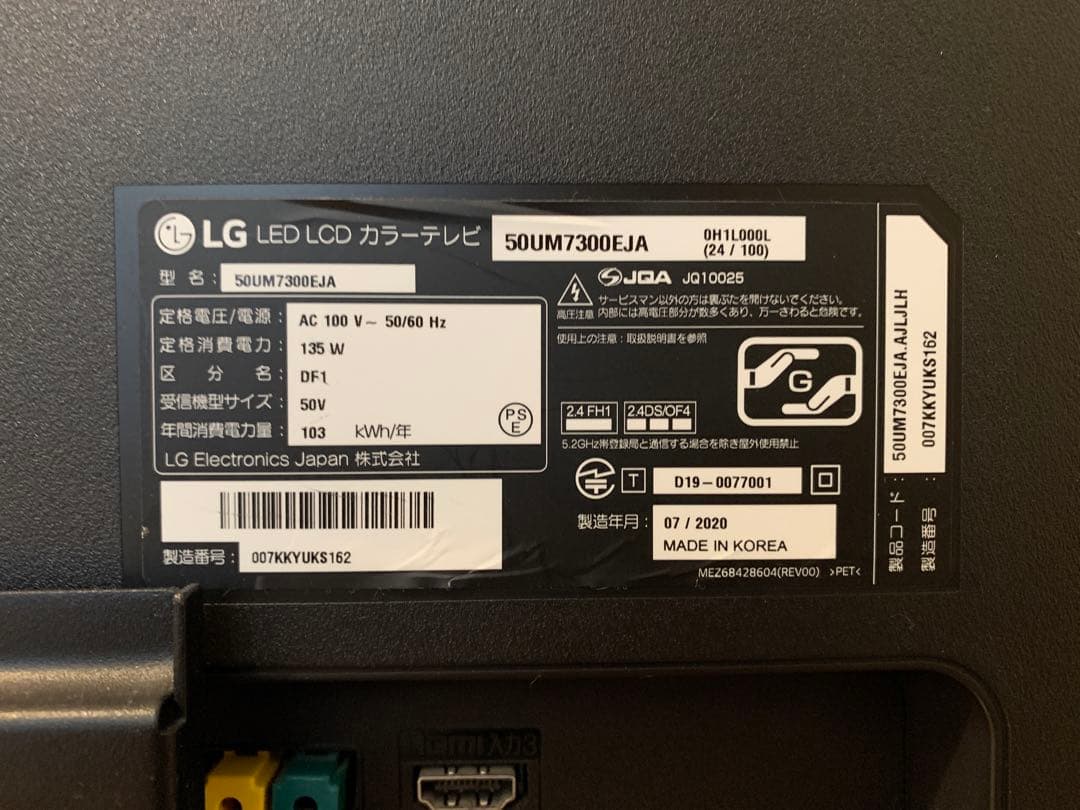 LG LED LCD カラーテレビ
50UM7300EJA
0H1L000L
(24 / 100)
型 名: 50UM7300EJA
定格電圧/電源: AC 100 V~ 50/60 Hz
定格消費電力: 135 W
区 分 名: DF1
受信機型サイズ: 50V
年間消費電力量: 103 kWh/年
PS
E
LG Electronics Japan 株式会社
製造番号: 007KKYUKS162
JQA JQ10025
高圧注意
サービスマン以外の方は裏ぶたを開けないでください。
内部には高電圧部分が数多くあり、万一さわると危険です。
使用上の注意:取扱説明書を参照
G
2.4 FH1
2.4DS/OF4
5.2GHz帯登録局と通信する場合を除き屋外使用禁止
T D19-0077001
製造年月: 07 / 2020
MADE IN KOREA
MEZ68428604(REV00) >PET<
製品コード: 50UM7300EJA.AJLJLJH
製造番号: 007KKYUKS162
HDMI 入力3